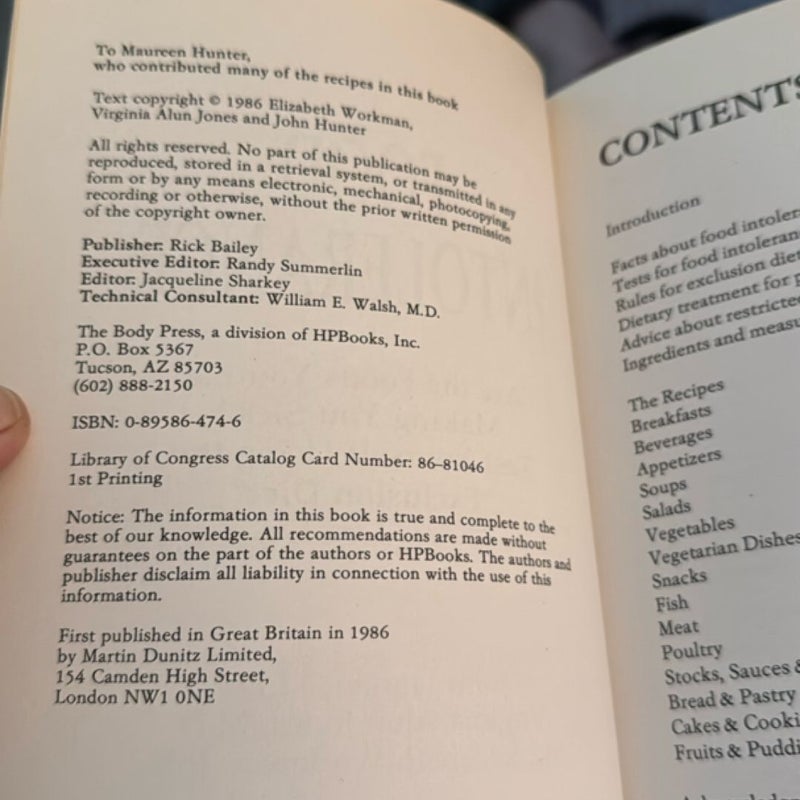 To Maureen Hunter,
who contributed many of the recipes in this book
Text copyright © 1986 Elizabeth Workman,
Virginia Alun Jones and John Hunter
All rights reserved. No part of this publication may be
reproduced, stored in a retrieval system, or transmitted in any
form or by any means electronic, mechanical, photocopying,
recording or otherwise, without the prior written permission
of the copyright owner.
Publisher: Rick Bailey
Executive Editor: Randy Summerlin
Editor: Jacqueline Sharkey
Technical Consultant: William E. Walsh, M.D.
The Body Press, a division of HPBooks, Inc.
P.O. Box 5367
Tucson, AZ 85703
(602) 888-2150
ISBN: 0-89586-474-6
Library of Congress Catalog Card Number: 86-81046
1st Printing
Notice: The information in this book is true and complete to the
best of our knowledge. All recommendations are made without
guarantees on the part of the authors or HPBooks. The authors and
publisher disclaim all liability in connection with the use of this
information.
First published in Great Britain in 1986
by Martin Dunitz Limited,
154 Camden High Street,
London NW1 0NE
CONTENTS
Introduction
Facts about food
Tests for food
Rules for exclusion
Dietary treatment for
Advice about restricted
Ingredients and
The Recipes
Breakfasts
Beverages
Appetizers
Soups
Salads
Vegetables
Vegetarian Dishes
Snacks
Fish
Meat
Poultry
Stocks, Sauces &
Bread & Pastry
Cakes &
Fruits &